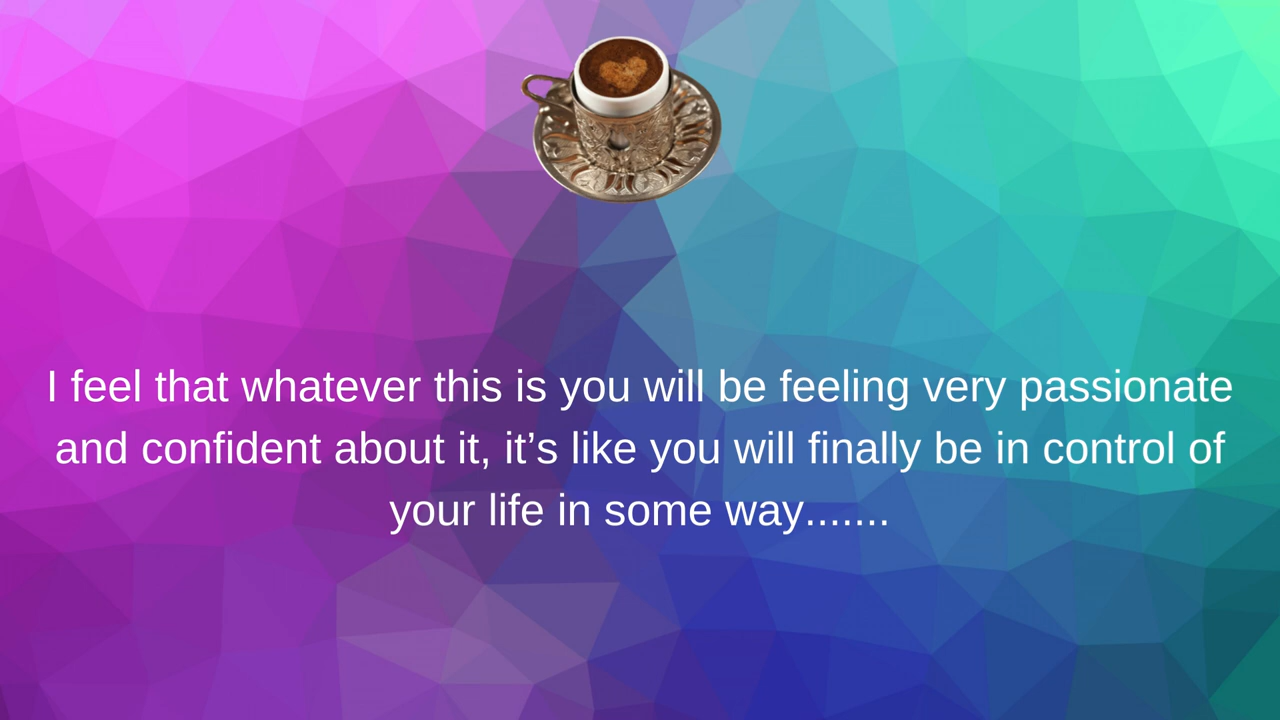 I feel that whatever this is you will be feeling very passionate
and confident about it, it’s like you will finally be in control of
your life in some way.......